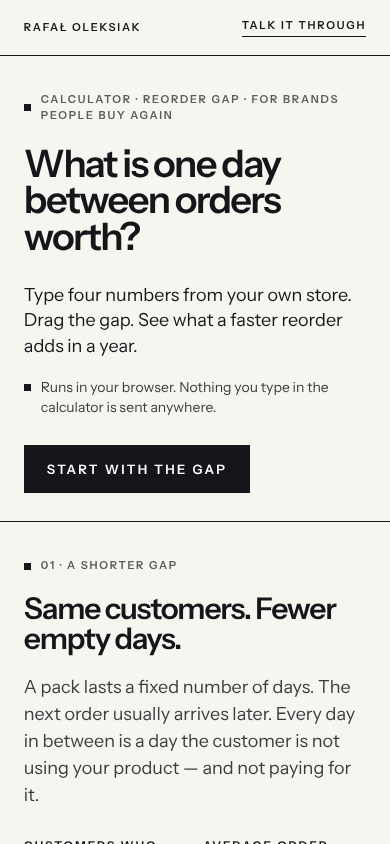 RAFAŁ OLEKSIAK
TALK IT THROUGH
CALCULATOR · REORDER GAP · FOR BRANDS
PEOPLE BUY AGAIN
What is one day
between orders
worth?
Type four numbers from your own store.
Drag the gap. See what a faster reorder
adds in a year.
Runs in your browser. Nothing you type in the
calculator is sent anywhere.
START WITH THE GAP
01 · A SHORTER GAP
Same customers. Fewer
empty days.
A pack lasts a fixed number of days. The
next order usually arrives later. Every day
in between is a day the customer is not
using your product — and not paying for
it.
CUSTOMERS WHO
AVERAGE ORDER